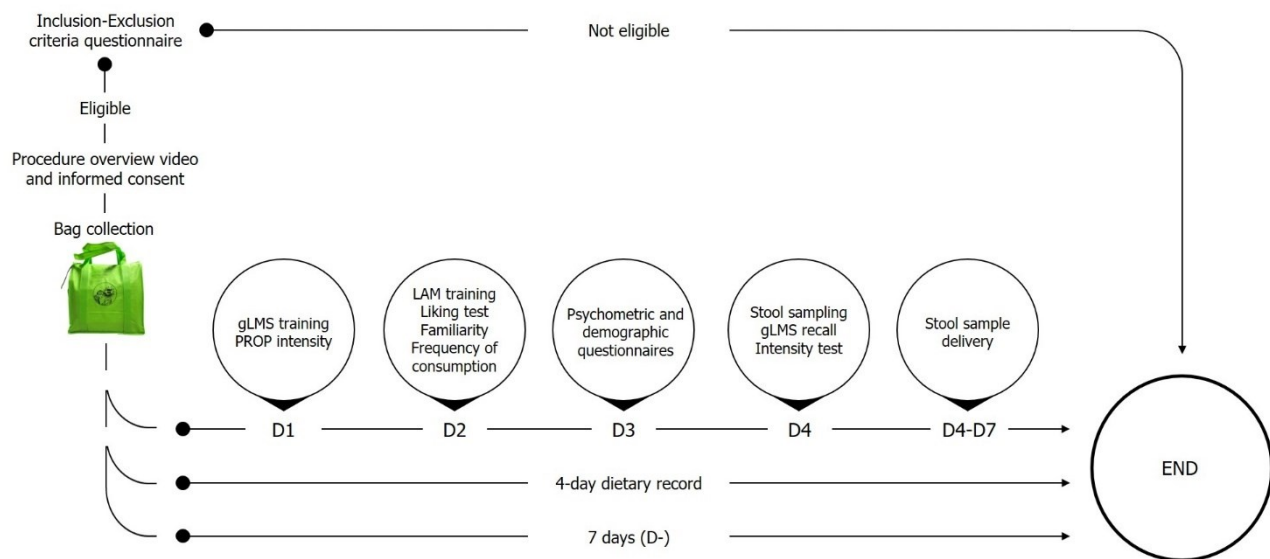 Inclusion-Exclusion
criteria questionnaire
Not eligible
Eligible
Procedure overview video
and informed consent
Bag collection
gLMS training
PROP intensity
LAM training
Liking test
Familiarity
Frequency of
consumption
Psychometric and
demographic
questionnaires
Stool sampling
gLMS recall
Intensity test
Stool sample
delivery
D1
D2
D3
D4
D4-D7
4-day dietary record
7 days (D-)
END